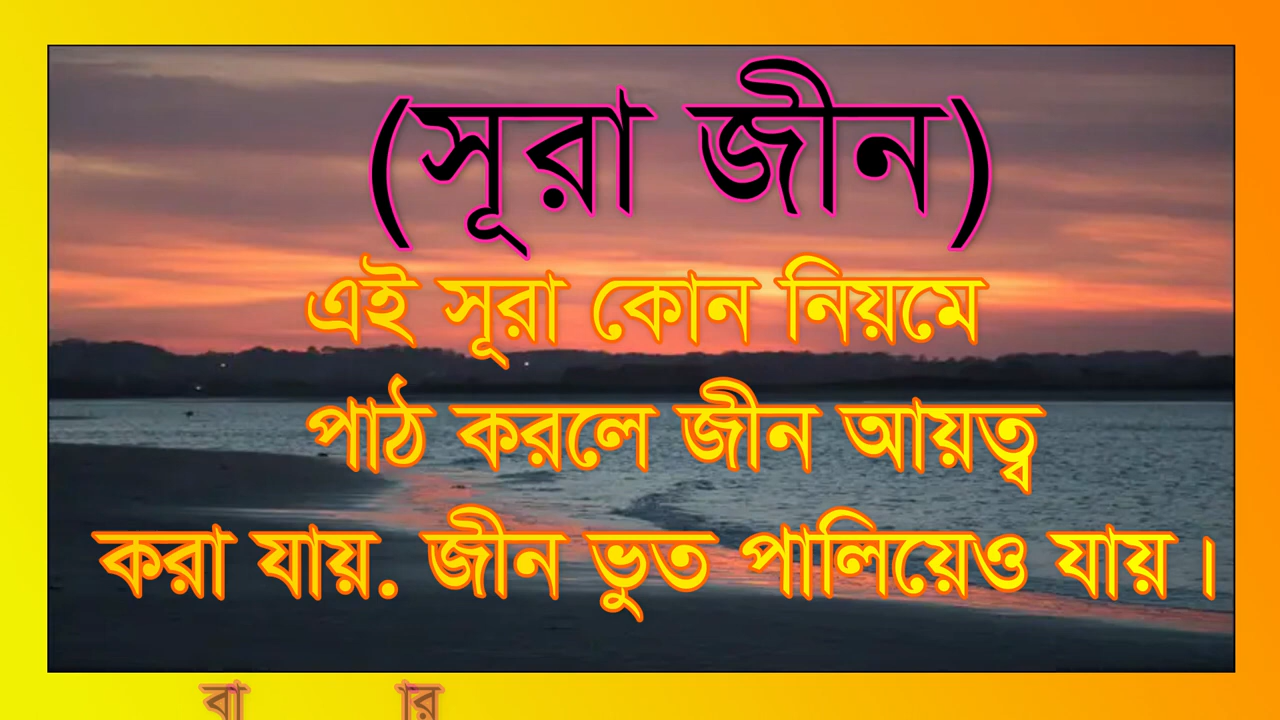 (সূরা জীন)
এই সূরা কোন নিয়মে
পাঠ করলে জীন আয়ত্ব
করা যায়. জীন ভুত পালিয়েও যায়।